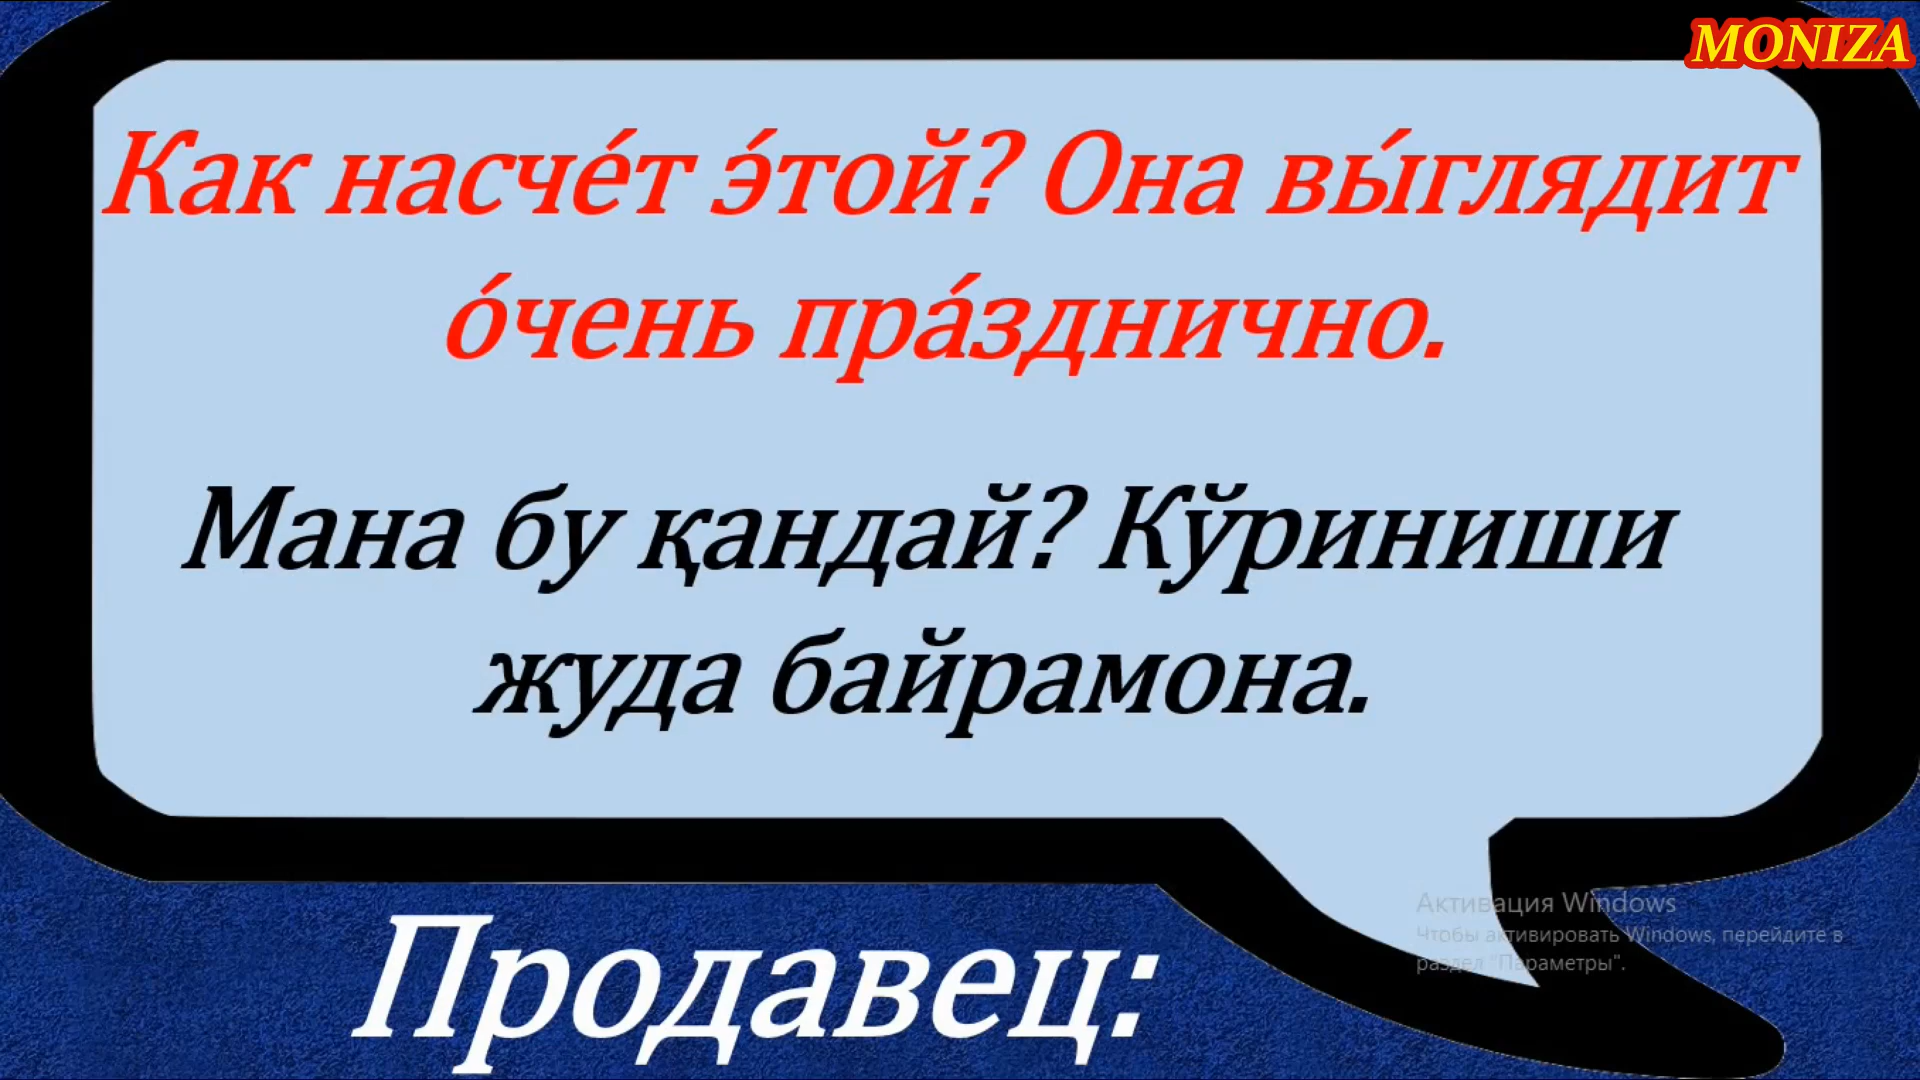 MONIZA
Как насче́т э́той? Она вы́глядит
о́чень пра́зднично.
Мана бу қандай? Кўриниши
жуда байрамона.
Продавец:
Активация Windows
Чтобы активировать Windows, перейдите в
раздел "Параметры".